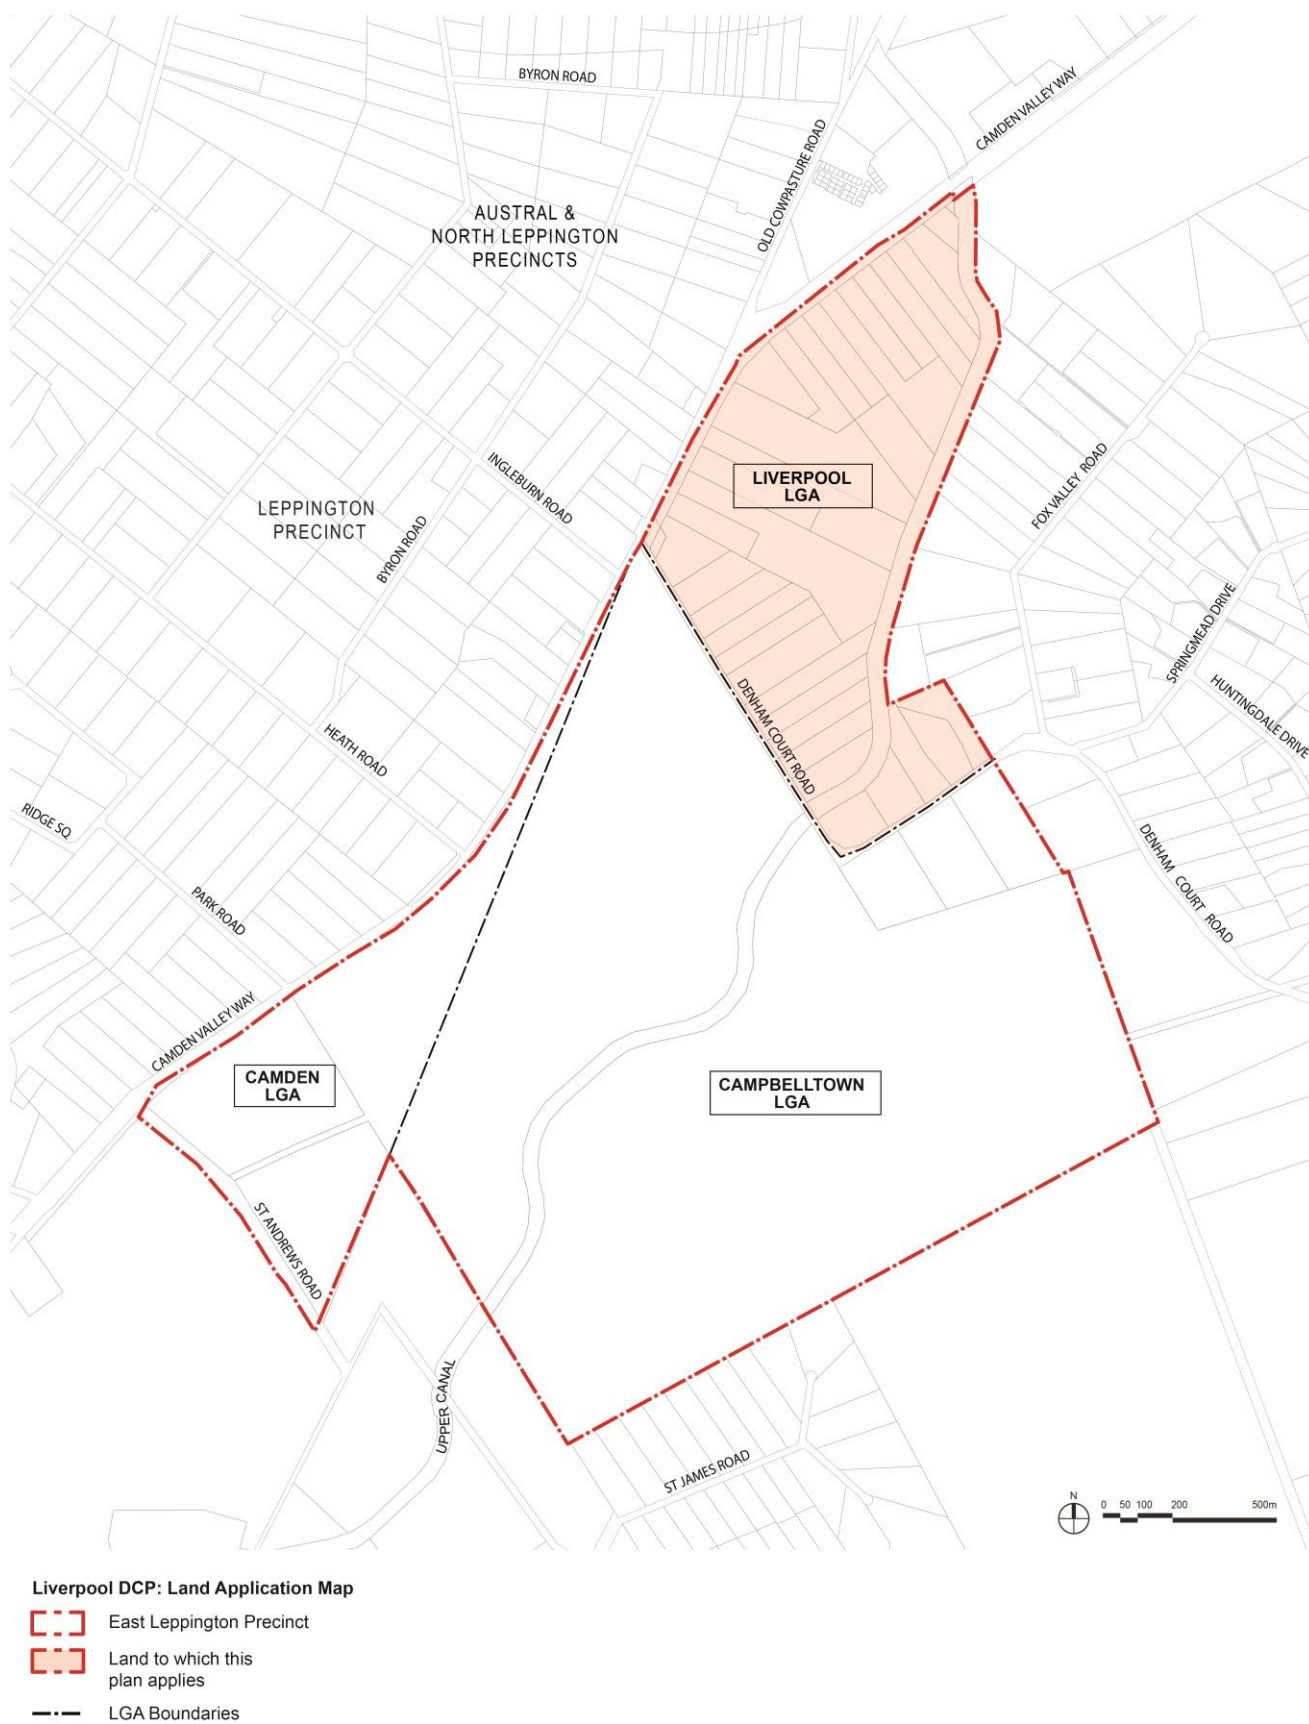 BYRON ROAD
CAMDEN VALLEY WAY
OLD COWPASTURE ROAD
AUSTRAL &
NORTH LEPPINGTON
PRECINCTS
LIVERPOOL
LGA
INGLEBURN ROAD
FOX VALLEY ROAD
LEPPINGTON
PRECINCT
BYRON ROAD
SPRINGMEAD DRIVE
HUNTINGDALE DRIVE
DENHAM COURT ROAD
HEATH ROAD
RIDGE SQ
DENHAM COURT ROAD
PARK ROAD
CAMDEN VALLEY WAY
CAMDEN
LGA
CAMPBELLTOWN
LGA
ST ANDREWS ROAD
UPPER CANAL
ST JAMES ROAD
N
0 50 100 200 500m
Liverpool DCP: Land Application Map
East Leppington Precinct
Land to which this
plan applies
LGA Boundaries